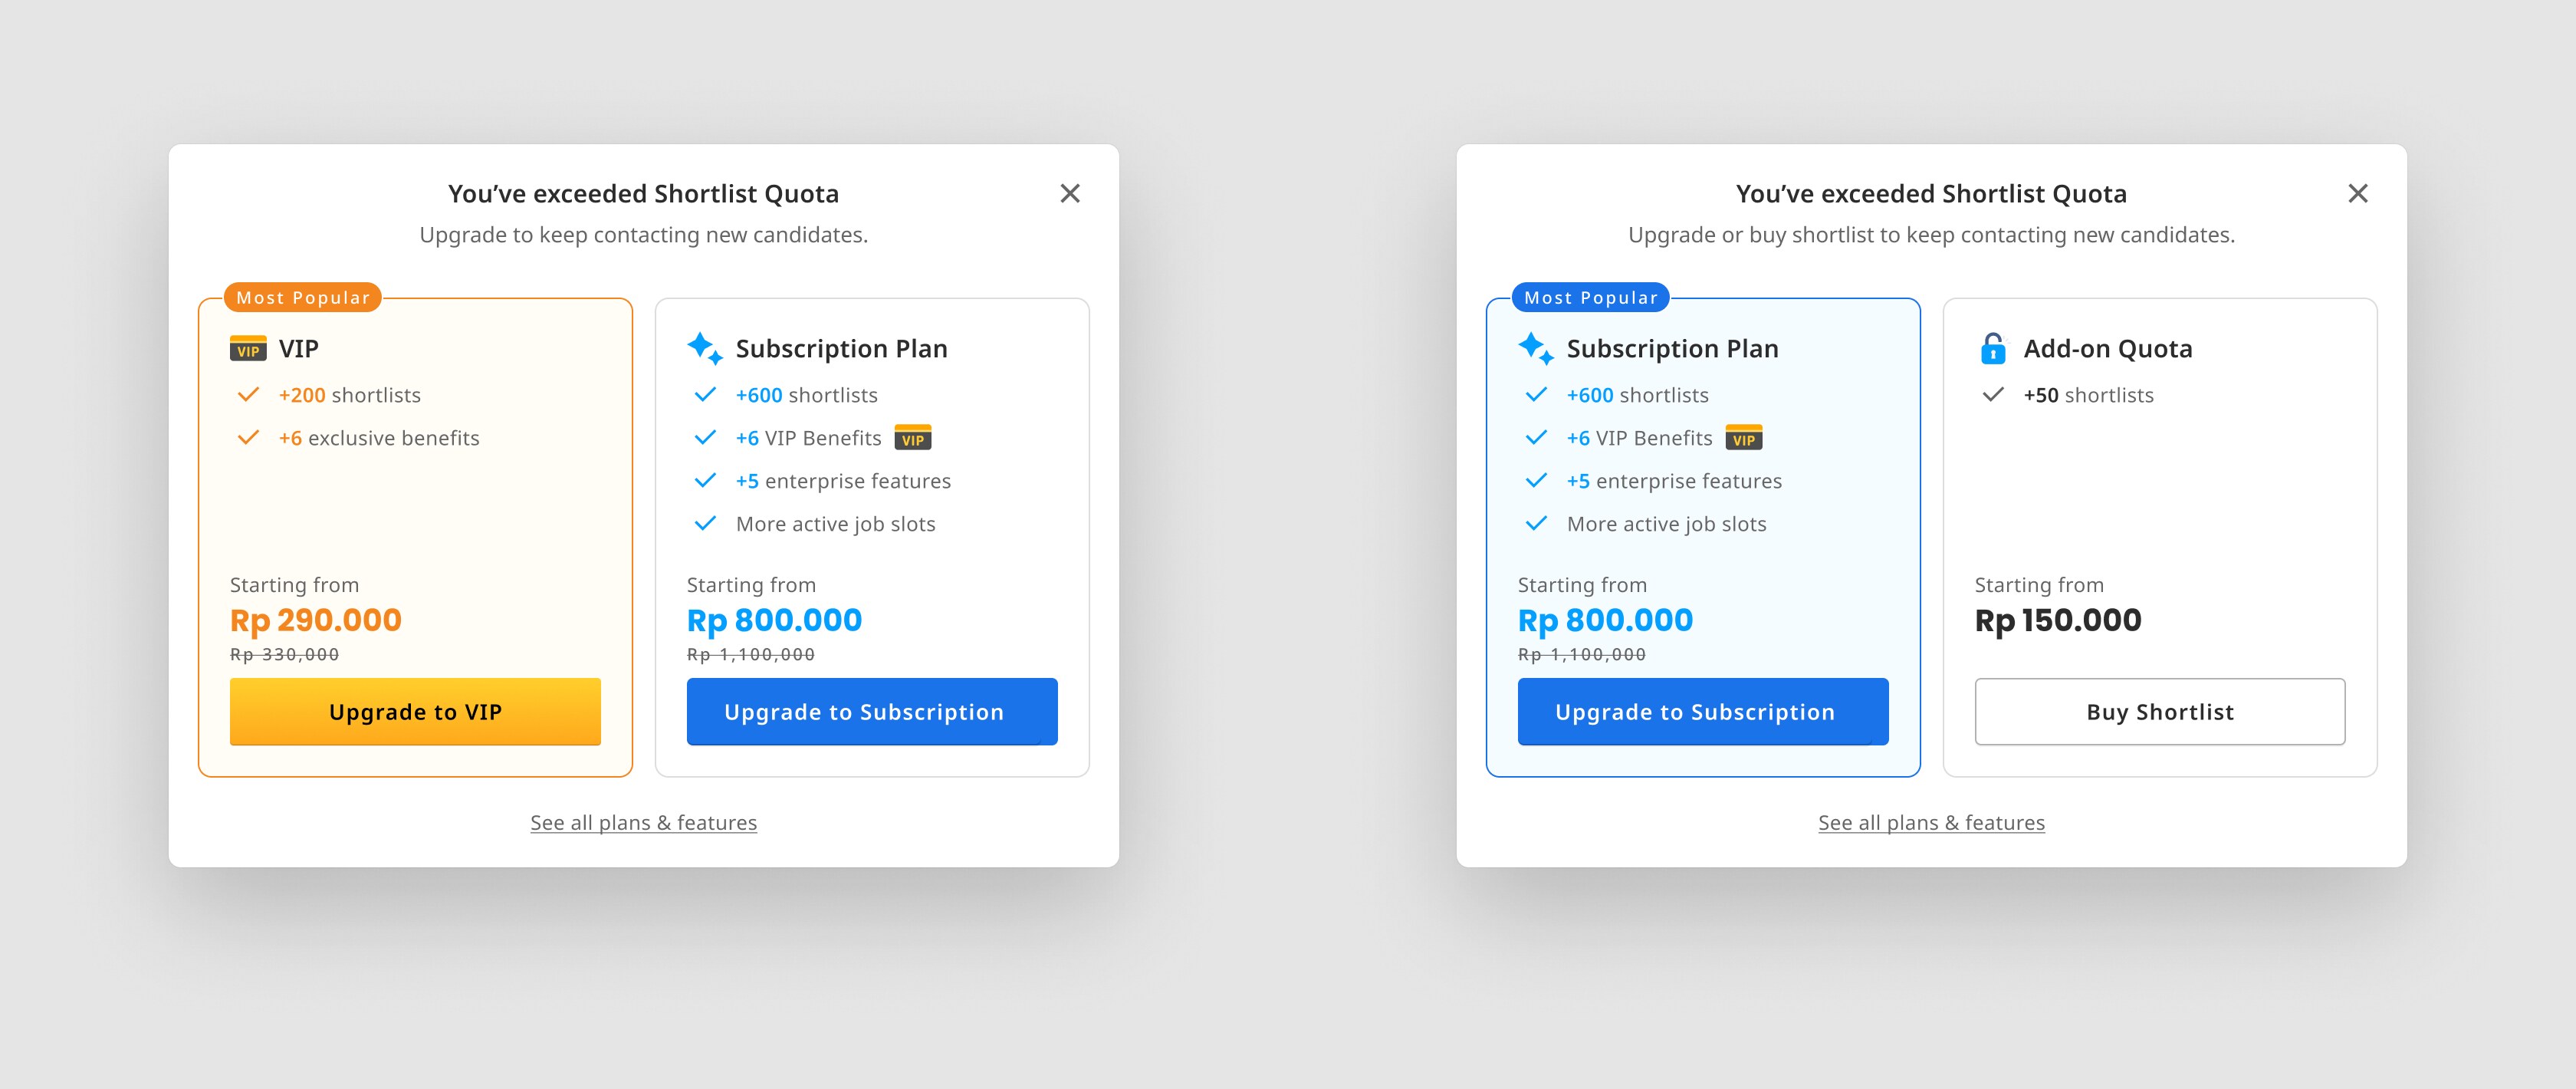 You’ve exceeded Shortlist Quota
Upgrade to keep contacting new candidates.
Most Popular
VIP VIP
+200 shortlists
+6 exclusive benefits
Starting from
Rp 290.000
Rp 330,000
Upgrade to VIP
Subscription Plan
+600 shortlists
+6 VIP Benefits VIP
+5 enterprise features
More active job slots
Starting from
Rp 800.000
Rp 1,100,000
Upgrade to Subscription
See all plans & features
You’ve exceeded Shortlist Quota
Upgrade or buy shortlist to keep contacting new candidates.
Most Popular
Subscription Plan
+600 shortlists
+6 VIP Benefits VIP
+5 enterprise features
More active job slots
Starting from
Rp 800.000
Rp 1,100,000
Upgrade to Subscription
Add-on Quota
+50 shortlists
Starting from
Rp 150.000
Buy Shortlist
See all plans & features